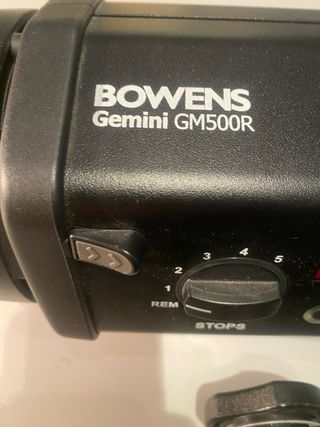 BOWENS
Gemini GM500R
3 4 5
2
1
REM
STOPS